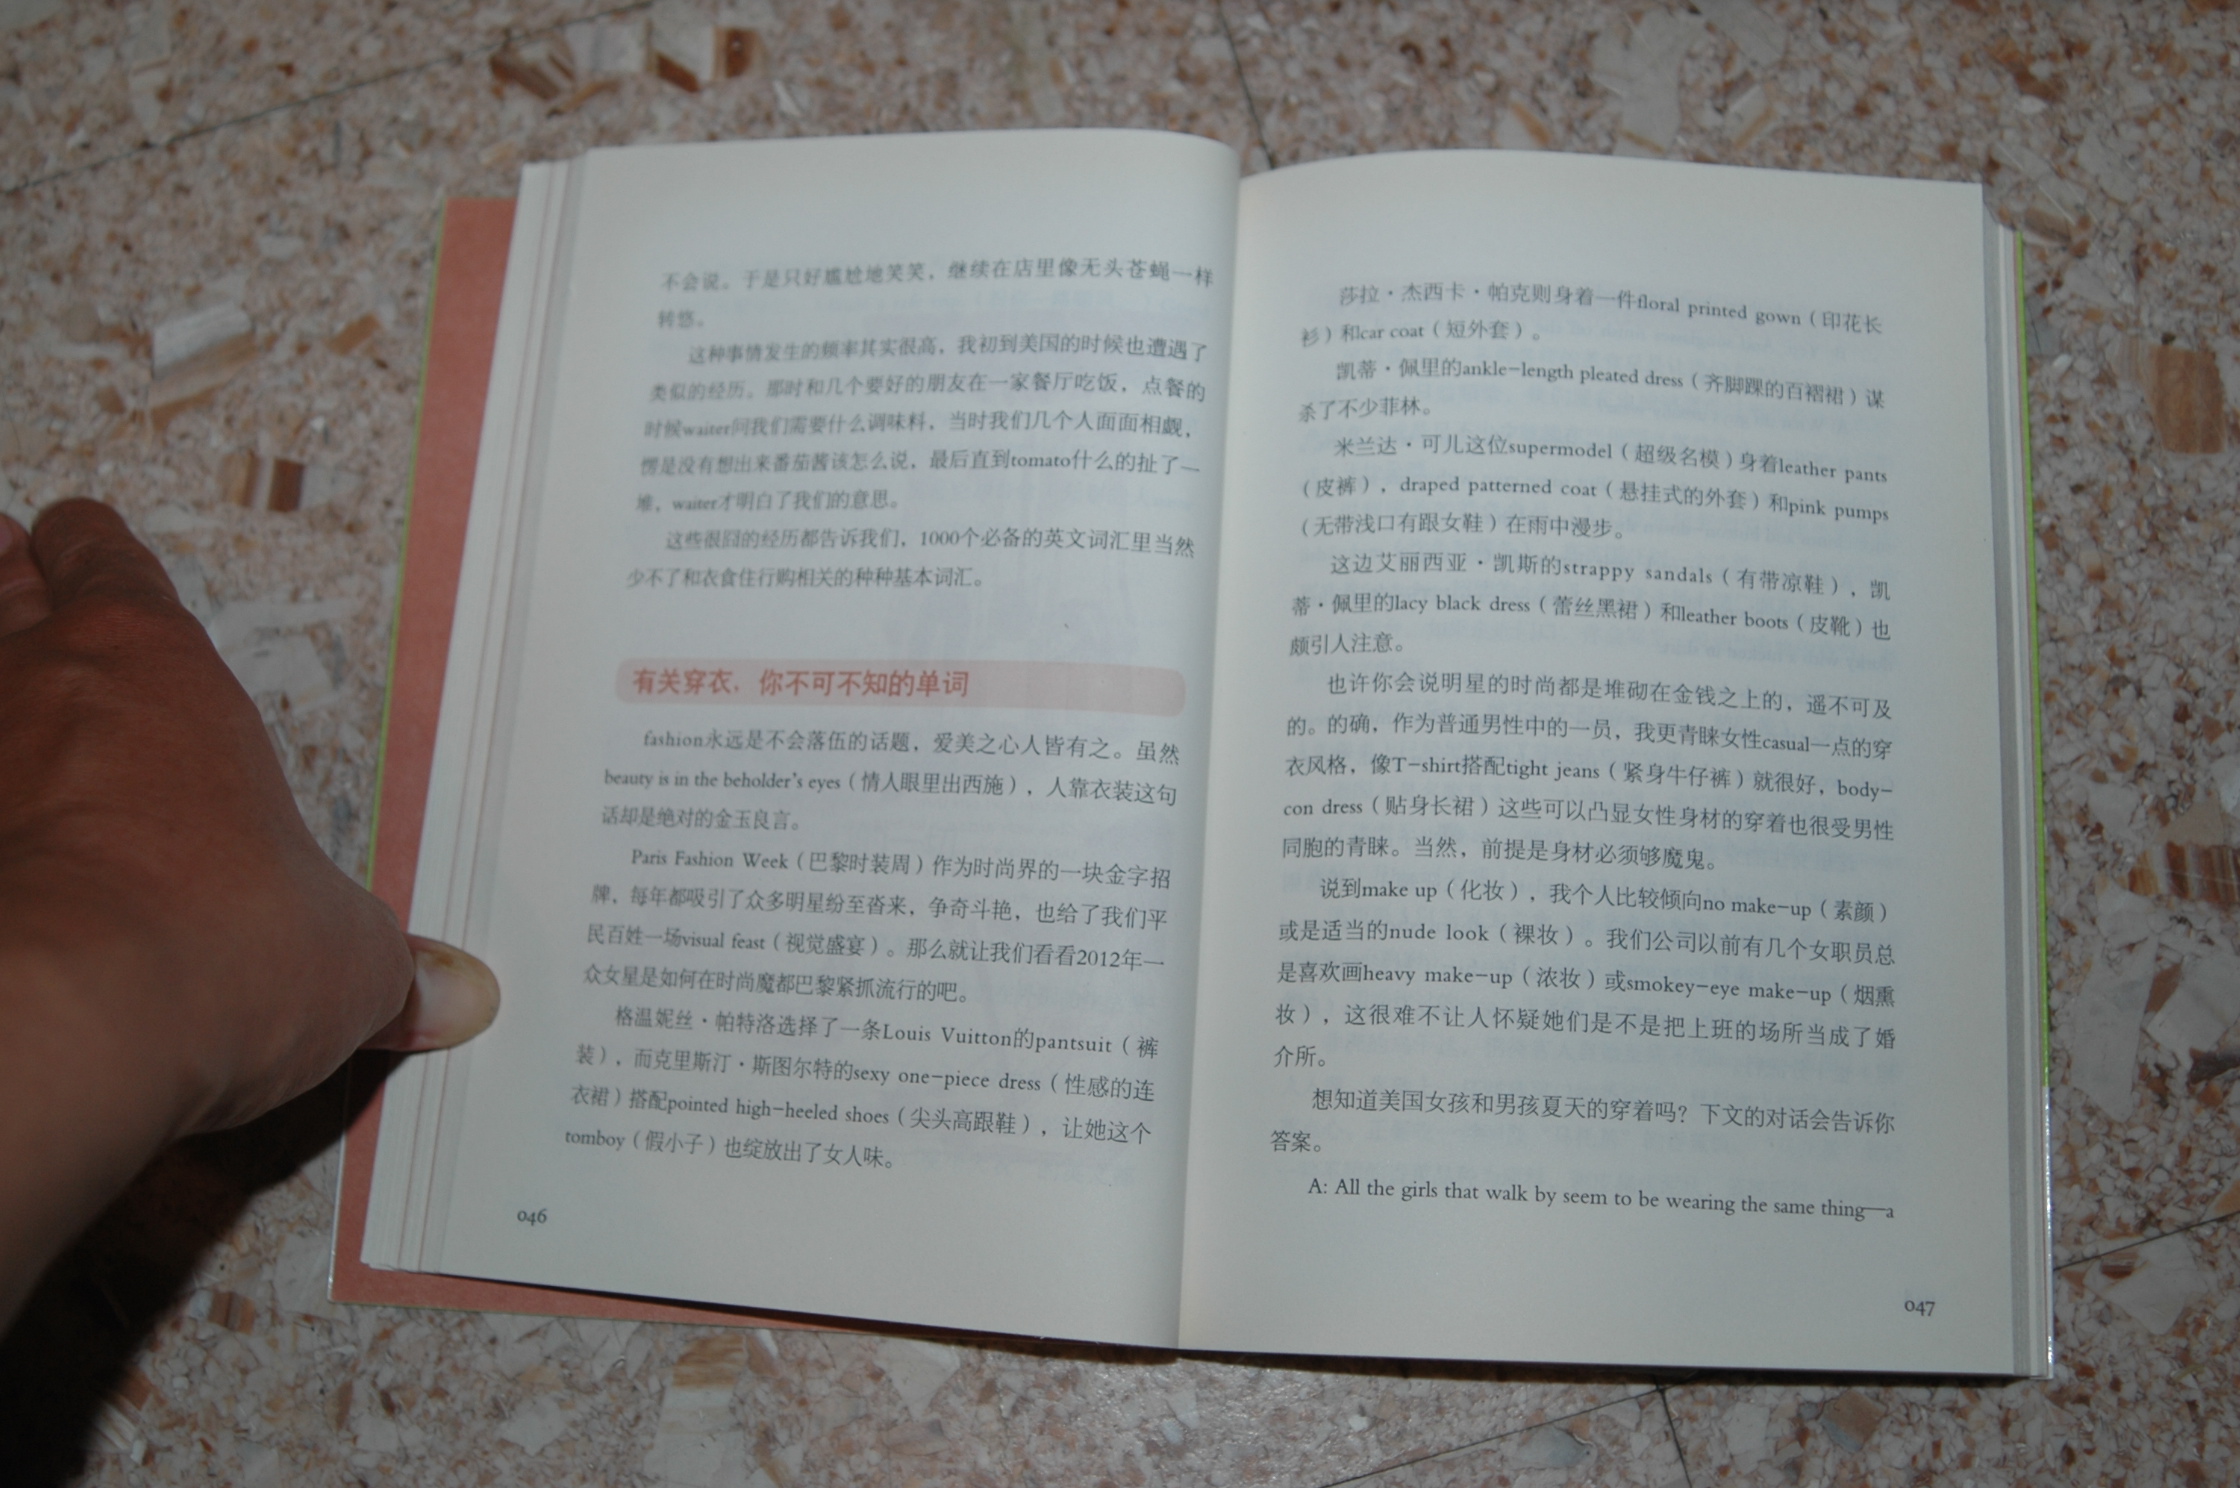 不会说。于是只好尴尬地笑笑，继续在店里像无头苍蝇一样
转悠。
这种事情发生的频率其实很高，我初到美国的时候也遭遇了
类似的经历。那时和几个要好的朋友在一家餐厅吃饭，点餐的
时候waiter问我们需要什么调味料，当时我们几个人面面相觑，
愣是没有想出来番茄酱该怎么说，最后直到tomato什么的扯了一
堆，waiter才明白了我们的意思。
这些很囧的经历都告诉我们，1000个必备的英文词汇里当然
少不了和衣食住行购相关的种种基本词汇。
有关穿衣，你不可不知的单词
fashion永远是不会落伍的话题，爱美之心人皆有之。虽然
beauty is in the beholder's eyes（情人眼里出西施），人靠衣装这句
话却是绝对的金玉良言。
Paris Fashion Week（巴黎时装周）作为时尚界的一块金字招
牌，每年都吸引了众多明星纷至沓来，争奇斗艳，也给了我们平
民百姓一场visual feast（视觉盛宴）。那么就让我们看看2012年一
众女星是如何在时尚魔都巴黎紧抓流行的吧。
格温妮丝·帕特洛选择了一条Louis Vuitton的pantsuit（裤
装），而克里斯汀·斯图尔特的sexy one-piece dress（性感的连
衣裙）搭配pointed high-heeled shoes（尖头高跟鞋），让她这个
tomboy（假小子）也绽放出了女人味。
046
莎拉·杰西卡·帕克则身着一件floral printed gown（印花长
衫）和car coat（短外套）。
凯蒂·佩里的ankle-length pleated dress（齐脚踝的百褶裙）谋
杀了不少菲林。
米兰达·可儿这位supermodel（超级名模）身着leather pants
（皮裤），draped patterned coat（悬挂式的外套）和pink pumps
（无带浅口有跟女鞋）在雨中漫步。
这边艾丽西亚·凯斯的strappy sandals（有带凉鞋），凯
蒂·佩里的lacy black dress（蕾丝黑裙）和leather boots（皮靴）也
颇引人注意。
也许你会说明星的时尚都是堆砌在金钱之上的，遥不可及
的。的确，作为普通男性中的一员，我更青睐女性casual一点的穿
衣风格，像T-shirt搭配tight jeans（紧身牛仔裤）就很好，body-
con dress（贴身长裙）这些可以凸显女性身材的穿着也很受男性
同胞的青睐。当然，前提是身材必须够魔鬼。
说到make up（化妆），我个人比较倾向no make-up（素颜）
或是适当的nude look（裸妆）。我们公司以前有几个女职员总
是喜欢画heavy make-up（浓妆）或smokey-eye make-up（烟熏
妆），这很难不让人怀疑她们是不是把上班的场所当成了婚
介所。
想知道美国女孩和男孩夏天的穿着吗？下文的对话会告诉你
答案。
A: All the girls that walk by seem to be wearing the same thing—a
047